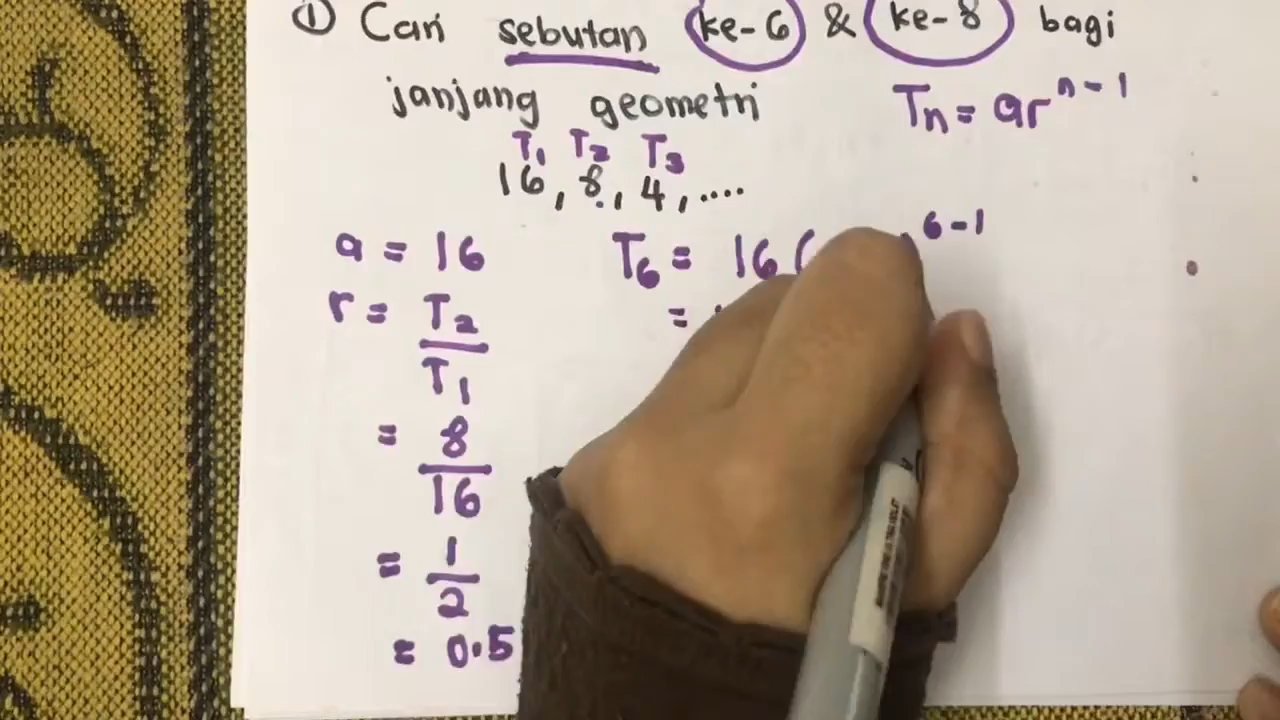 ① Cari sebutan ke-6 & ke-8 bagi
janjang geometri
Tn = ar^n-1
T1 T2 T3
16, 8, 4, ....
a = 16
r = T2/T1
= 8/16
= 1/2
= 0.5
T6 = 16( ^6-1
=